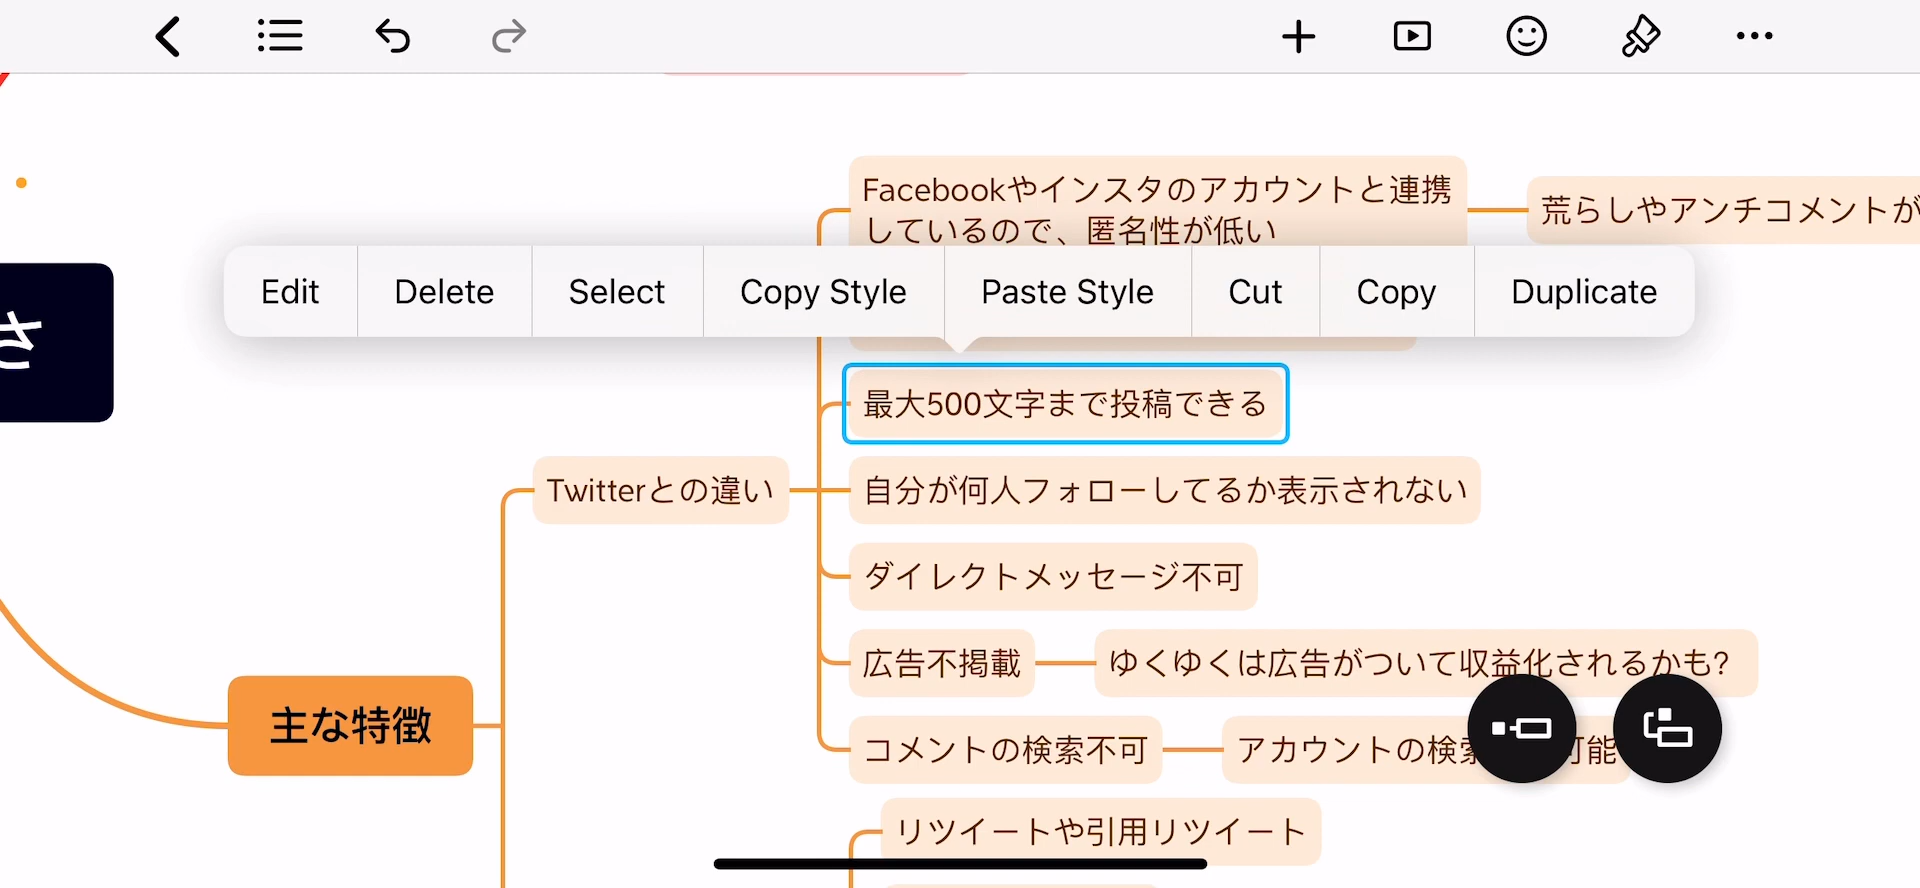 Facebookやインスタのアカウントと連携
しているので、匿名性が低い
荒らしやアンチコメントが
Edit
Delete
Select
Copy Style
Paste Style
Cut
Copy
Duplicate
さ
最大500文字まで投稿できる
Twitterとの違い
自分が何人フォローしてるか表示されない
ダイレクトメッセージ不可
広告不掲載
ゆくゆくは広告がついて収益化されるかも?
主な特徴
コメントの検索不可
アカウントの検索 可能
リツイートや引用リツイート